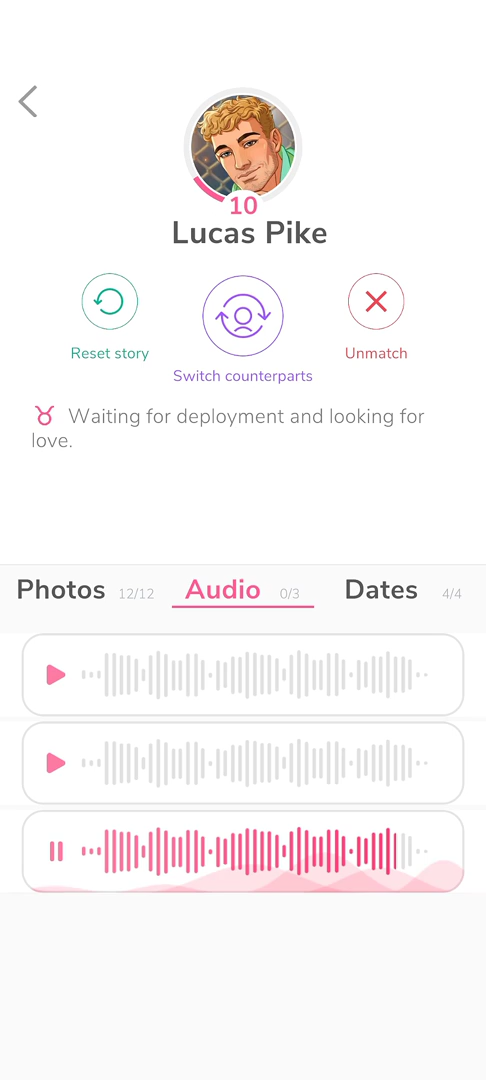 10
Lucas Pike
Reset story
Switch counterparts
Unmatch
Waiting for deployment and looking for
love.
Photos 12/12 Audio 0/3 Dates 4/4